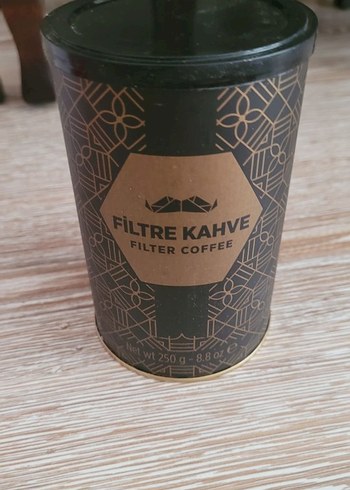 FİLTRE KAHVE
FILTER COFFEE
Net wt 250 g - 8.8 oz ℮